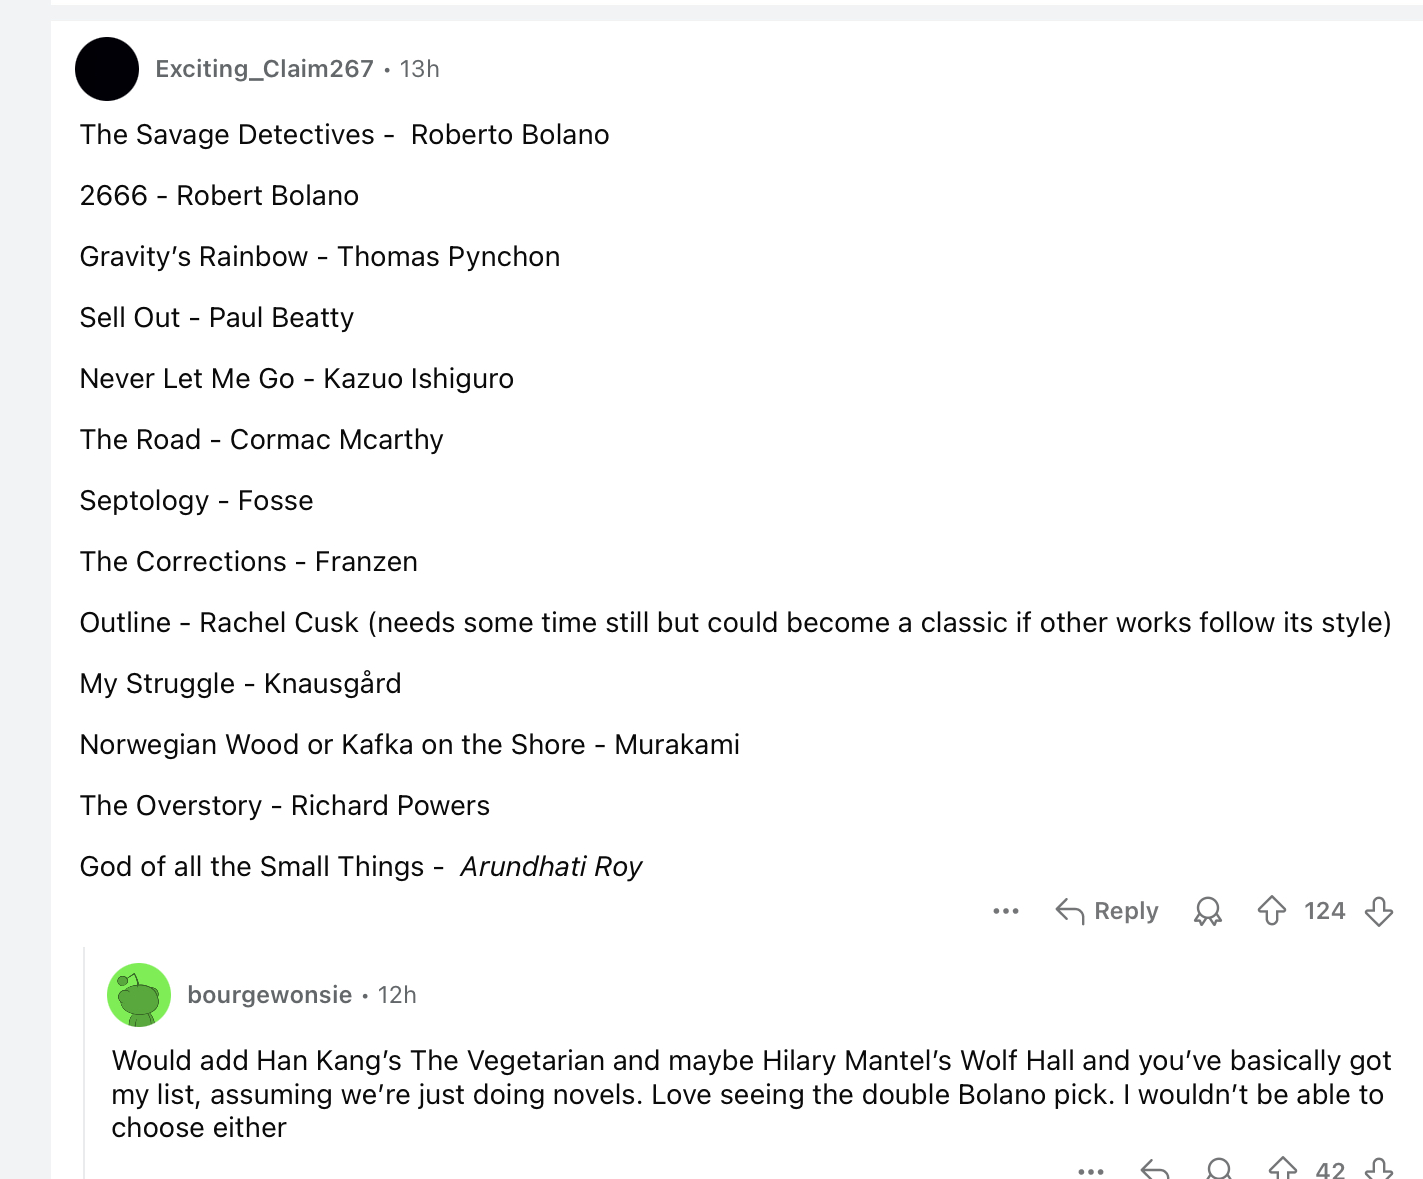 Exciting_Claim267 • 13h
The Savage Detectives -  Roberto Bolano
2666 - Robert Bolano
Gravity’s Rainbow - Thomas Pynchon
Sell Out - Paul Beatty
Never Let Me Go - Kazuo Ishiguro
The Road - Cormac Mcarthy
Septology - Fosse
The Corrections - Franzen
Outline - Rachel Cusk (needs some time still but could become a classic if other works follow its style)
My Struggle - Knausgård
Norwegian Wood or Kafka on the Shore - Murakami
The Overstory - Richard Powers
God of all the Small Things -  Arundhati Roy
Reply 124
bourgewonsie • 12h
Would add Han Kang’s The Vegetarian and maybe Hilary Mantel’s Wolf Hall and you’ve basically got
my list, assuming we’re just doing novels. Love seeing the double Bolano pick. I wouldn’t be able to
choose either
42